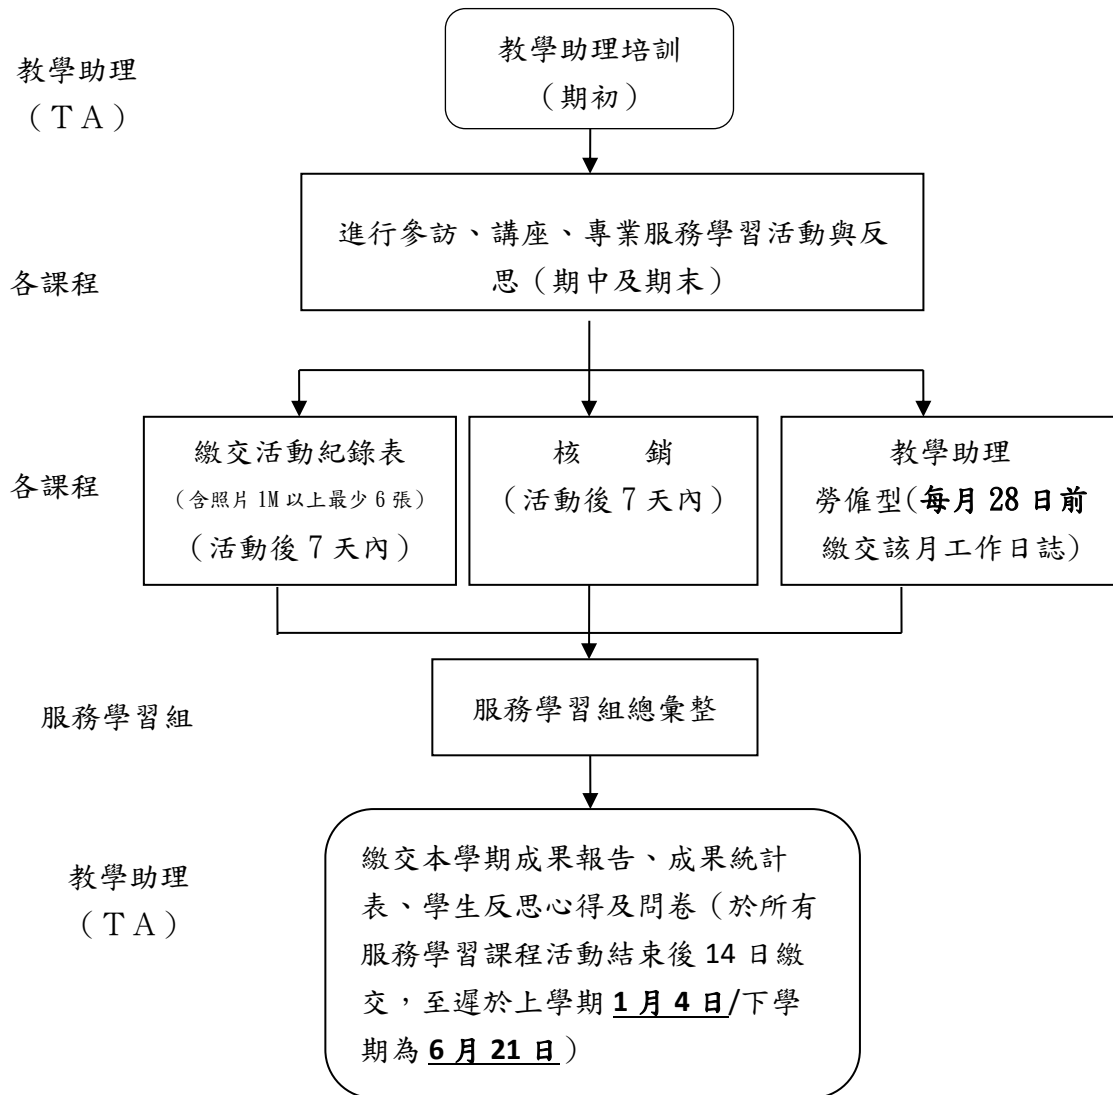 教學助理
（ＴＡ）
教學助理培訓
（期初）
各課程
進行參訪、講座、專業服務學習活動與反
思（期中及期末）
各課程
繳交活動紀錄表
（含照片 1M 以上最少 6 張）
（活動後 7 天內）
核　　銷
(活動後 7 天內）
教學助理
勞僱型(每月 28 日前
繳交該月工作日誌)
服務學習組
服務學習組總彙整
教學助理
（ＴＡ）
繳交本學期成果報告、成果統計
表、學生反思心得及問卷（於所有
服務學習課程活動結束後 14 日繳
交，至遲於上學期 1 月 4 日/下學
期為 6 月 21 日）